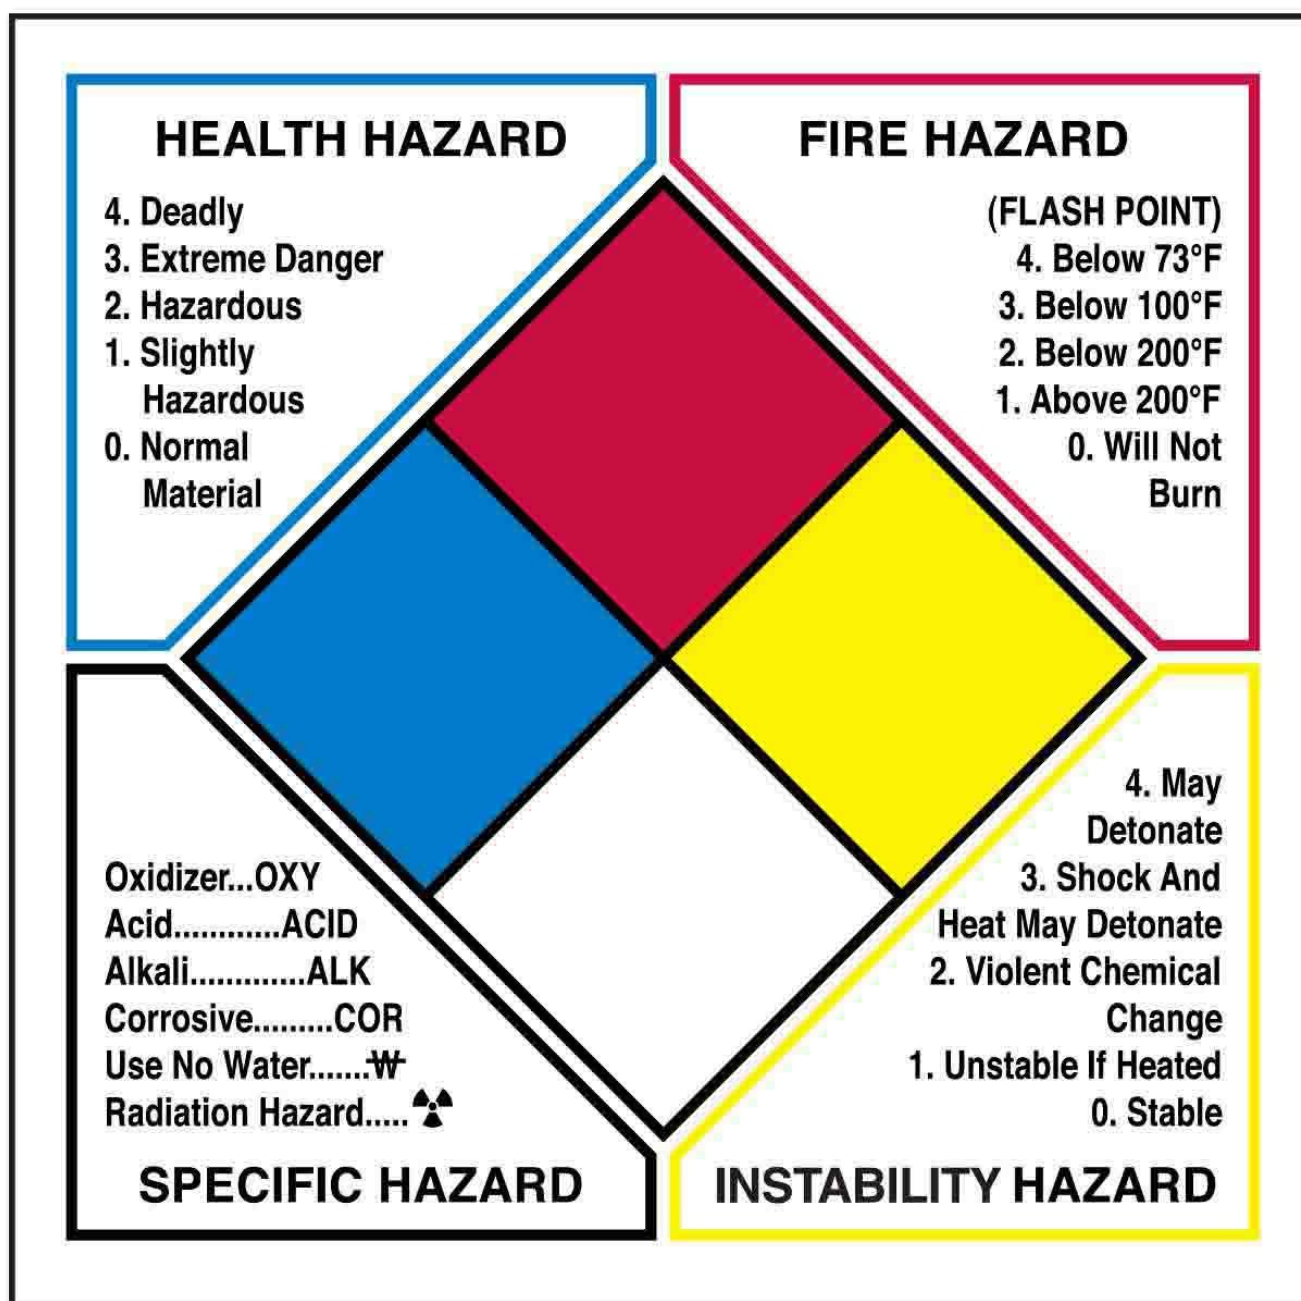 HEALTH HAZARD
4. Deadly
3. Extreme Danger
2. Hazardous
1. Slightly
Hazardous
0. Normal
Material
FIRE HAZARD
(FLASH POINT)
4. Below 73°F
3. Below 100°F
2. Below 200°F
1. Above 200°F
0. Will Not
Burn
Oxidizer...OXY
Acid............ACID
Alkali.............ALK
Corrosive.........COR
Use No Water.......W̶
Radiation Hazard.....☢
SPECIFIC HAZARD
4. May
Detonate
3. Shock And
Heat May Detonate
2. Violent Chemical
Change
1. Unstable If Heated
0. Stable
INSTABILITY HAZARD